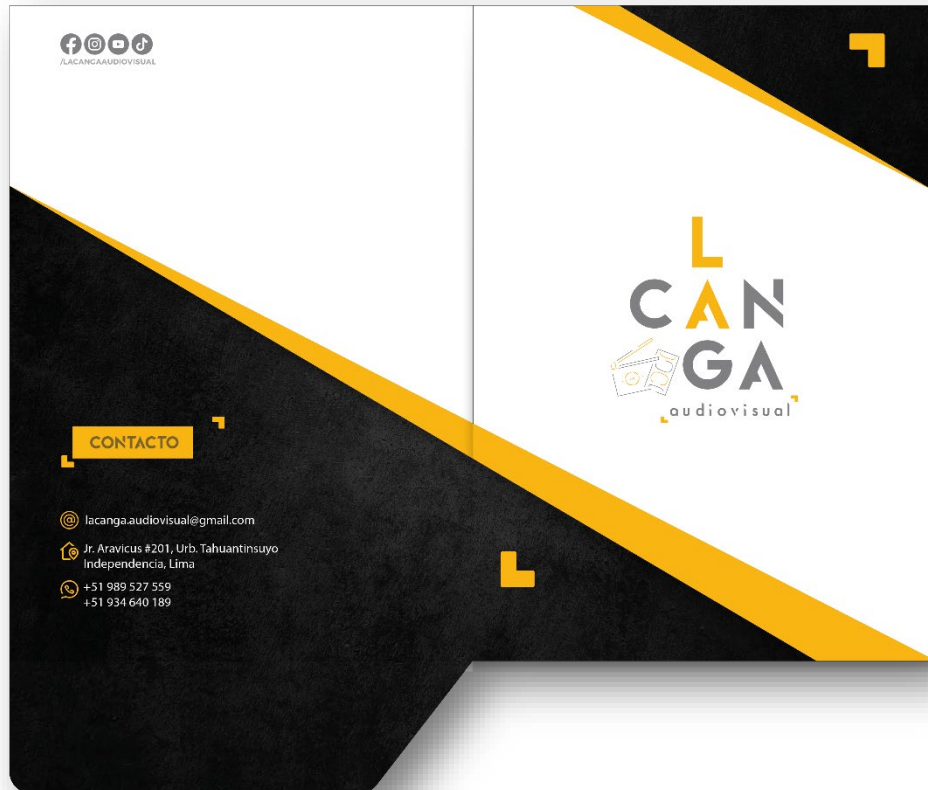 /LACANGAAUDIOVISUAL
CONTACTO
lacanga.audiovisual@gmail.com
Jr. Aravicus #201, Urb. Tahuantinsuyo
Independencia, Lima
+51 989 527 559
+51 934 640 189
L
CAN
GA
audiovisual